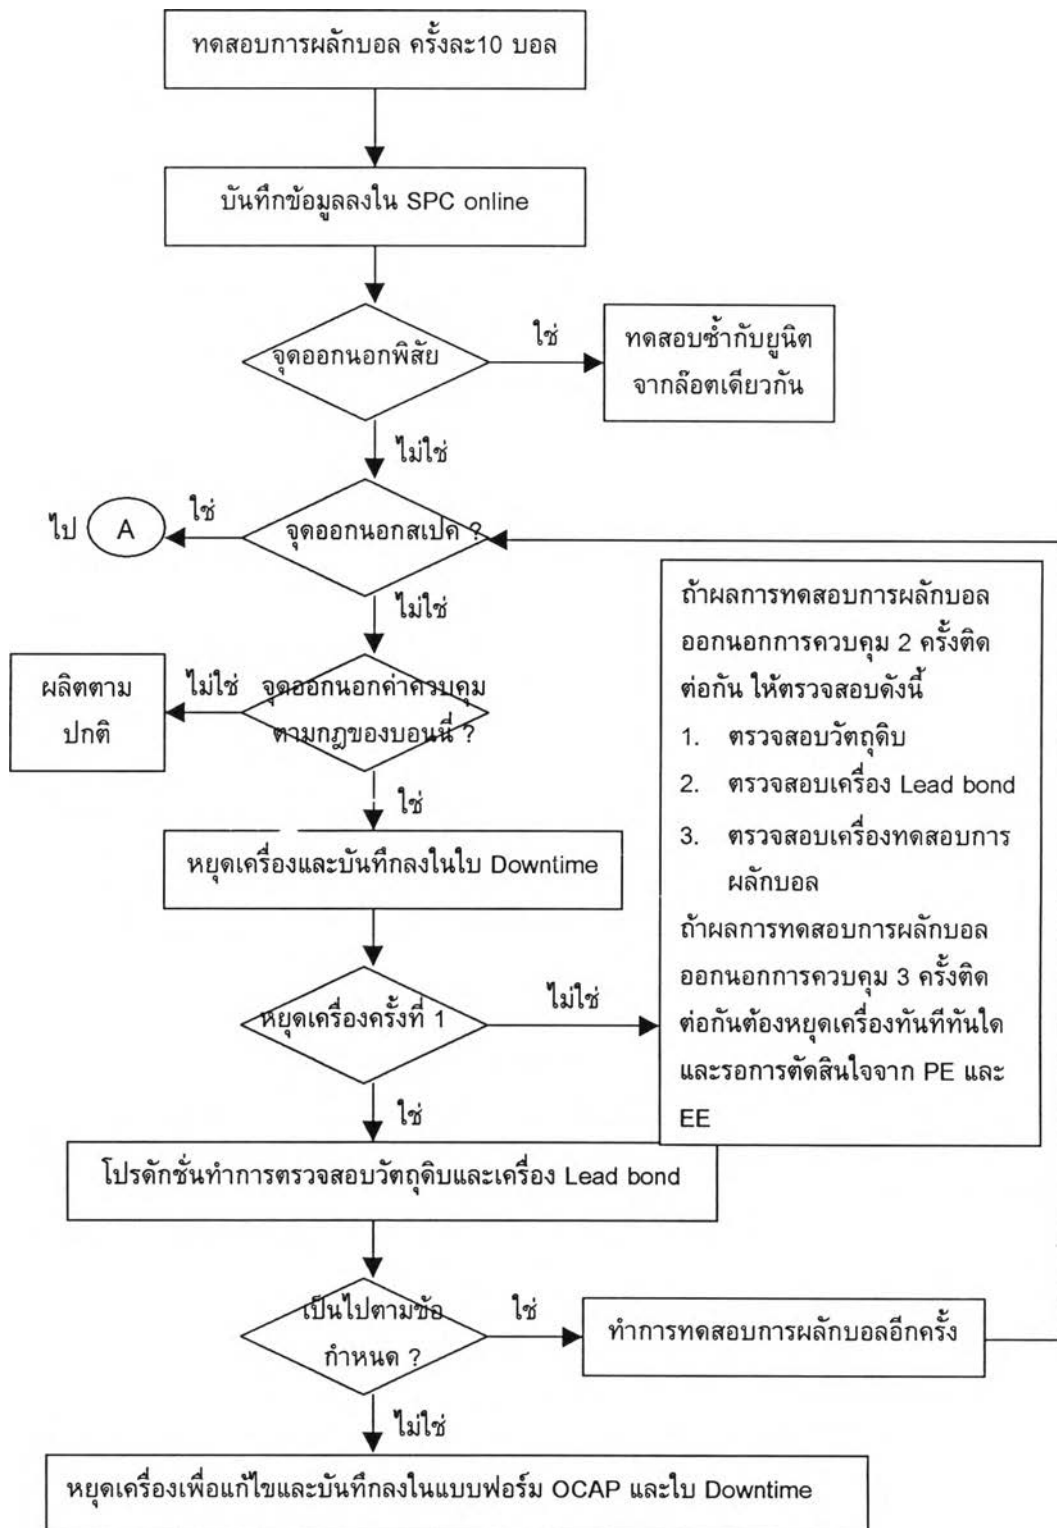 ทดสอบการผลักบอล ครั้งละ10 บอล
บันทึกข้อมูลลงใน SPC online
จุดออกนอกพิสัย
ใช่
ทดสอบซ้ำกับยูนิต
จากล๊อตเดียวกัน
ไม่ใช่
จุดออกนอกสเปค ?
ใช่
ไป
A
ไม่ใช่
จุดออกนอกค่าควบคุม
ตามกฎของบอนนี่ ?
ไม่ใช่
ผลิตตาม
ปกติ
ใช่
หยุดเครื่องและบันทึกลงในใบ Downtime
หยุดเครื่องครั้งที่ 1
ไม่ใช่
ถ้าผลการทดสอบการผลักบอล
ออกนอกการควบคุม 2 ครั้งติด
ต่อกัน ให้ตรวจสอบดังนี้
1. ตรวจสอบวัตถุดิบ
2. ตรวจสอบเครื่อง Lead bond
3. ตรวจสอบเครื่องทดสอบการ
ผลักบอล
ถ้าผลการทดสอบการผลักบอล
ออกนอกการควบคุม 3 ครั้งติด
ต่อกันต้องหยุดเครื่องทันทีทันใด
และรอการตัดสินใจจาก PE และ
EE
ใช่
โปรดักชั่นทำการตรวจสอบวัตถุดิบและเครื่อง Lead bond
เป็นไปตามข้อ
กำหนด ?
ใช่
ทำการทดสอบการผลักบอลอีกครั้ง
ไม่ใช่
หยุดเครื่องเพื่อแก้ไขและบันทึกลงในแบบฟอร์ม OCAP และใบ Downtime